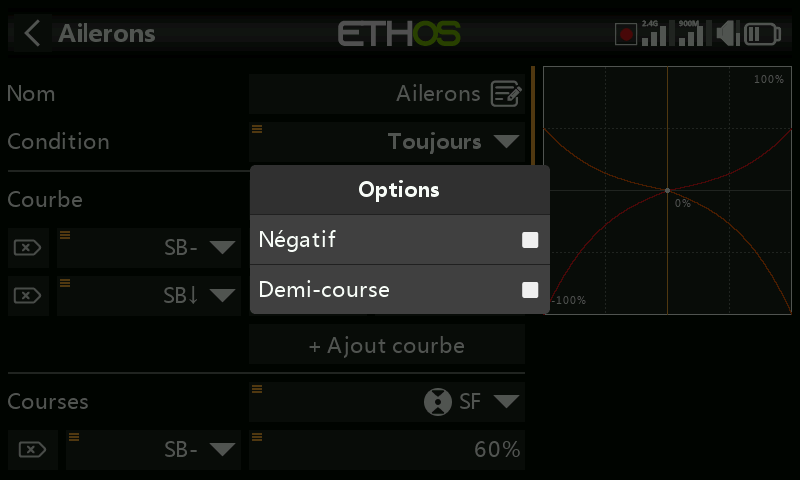 Ailerons
ETHOS
2.4G
900M
Nom
Ailerons
Condition
Toujours
100%
Options
Courbe
0%
SB-
Négatif
SB↓
Demi-course
-100%
+ Ajout courbe
Courses
SF
SB-
60%